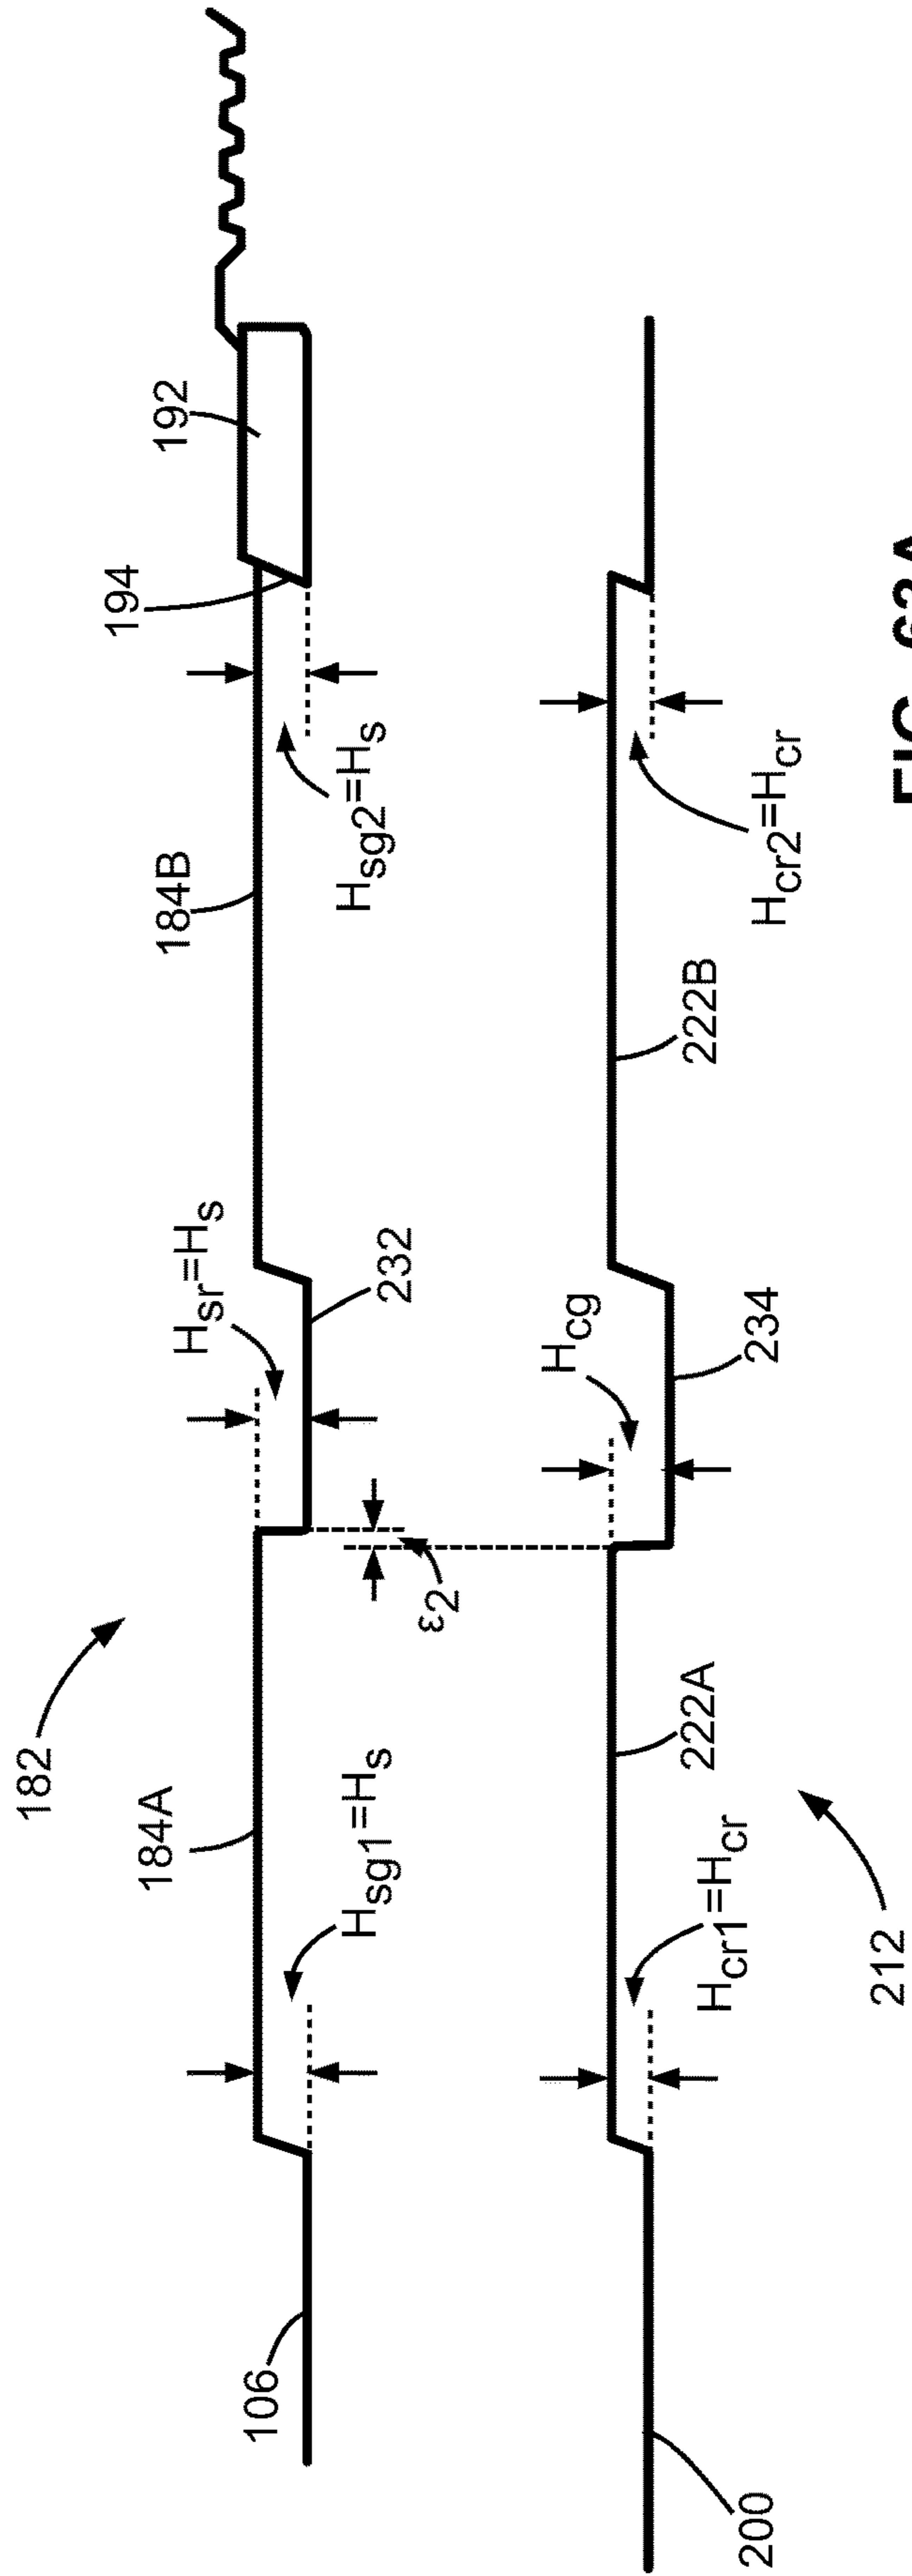 182
194
184A
184B
192
Hsr=Hs
106
Hsg1=Hs
232
Hsg2=Hs
ε2
Hcg
222A
222B
Hcr1=Hcr
200
234
Hcr2=Hcr
212
FIG.